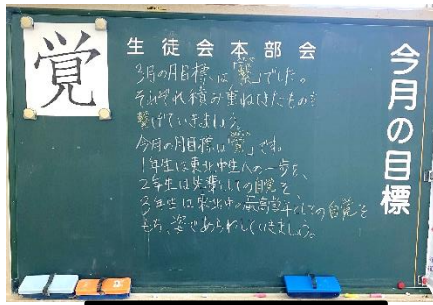 今月の目標
覚
生徒会本部会
3月の月目標は「繋」でした。
それぞれ積み重ねてきたものを
繋げていきましょう。
今月の月目標は「覚」です。
1年生は東北中生への一歩を、
2年生は先輩としての自覚を、
3年生は東北中の最高学年としての自覚を
もち、姿であらわしていきましょう。